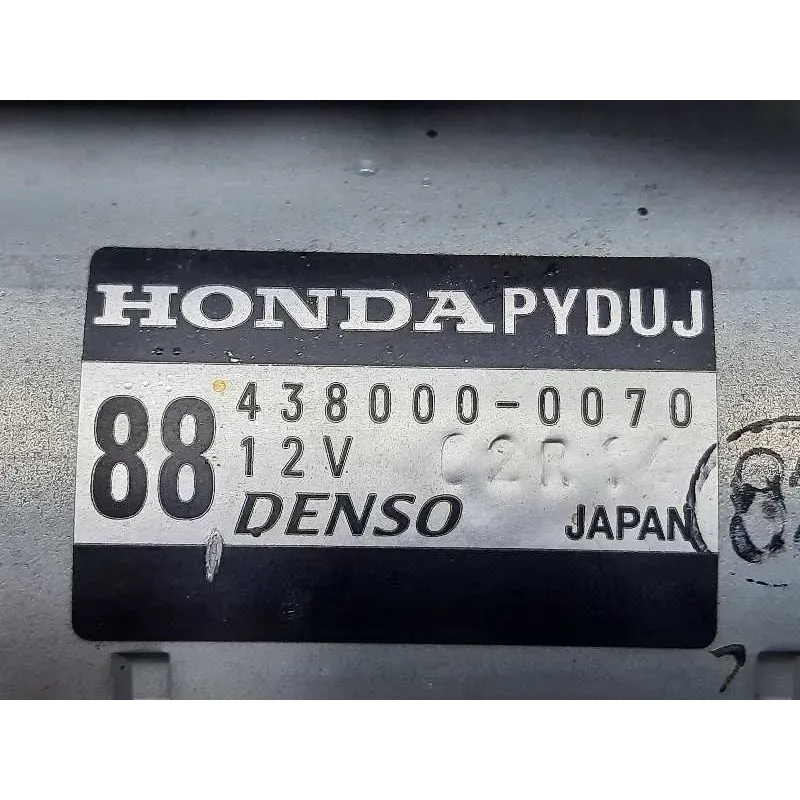 HONDA PYDUJ
88
438000-0070
12V
DENSO JAPAN